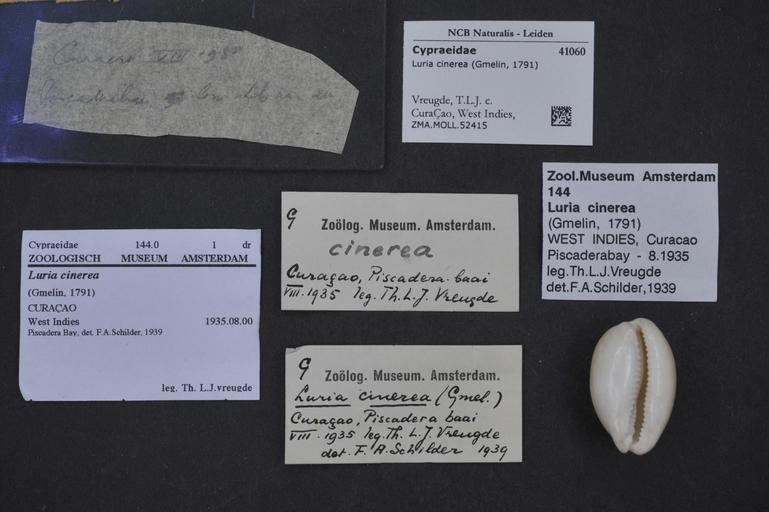 Curaçao VIII 1935
Piscaderabaai
NCB Naturalis - Leiden
Cypraeidae 41060
Luria cinerea (Gmelin, 1791)
Vreugde, T.L.J. c.
CuraÇao, West Indies,
ZMA.MOLL.52415
Zool.Museum Amsterdam
144
Luria cinerea
(Gmelin, 1791)
WEST INDIES, Curacao
Piscaderabay - 8.1935
leg.Th.L.J.Vreugde
det.F.A.Schilder,1939
G Zoölog. Museum. Amsterdam.
cinerea
Curaçao, Piscadera baai
VIII.1935 leg. Th. L. J. Vreugde
Cypraeidae 144.0 1 dr
ZOOLOGISCH MUSEUM AMSTERDAM
Luria cinerea
(Gmelin, 1791)
CURAÇAO
West Indies 1935.08.00
Piscadera Bay, det. F.A.Schilder, 1939
leg. Th. L.J.vreugde
G Zoölog. Museum. Amsterdam.
Luria cinerea (Gmel.)
Curaçao, Piscadera baai
VIII.1935 leg. Th. L. J. Vreugde
det. F. A. Schilder 1939